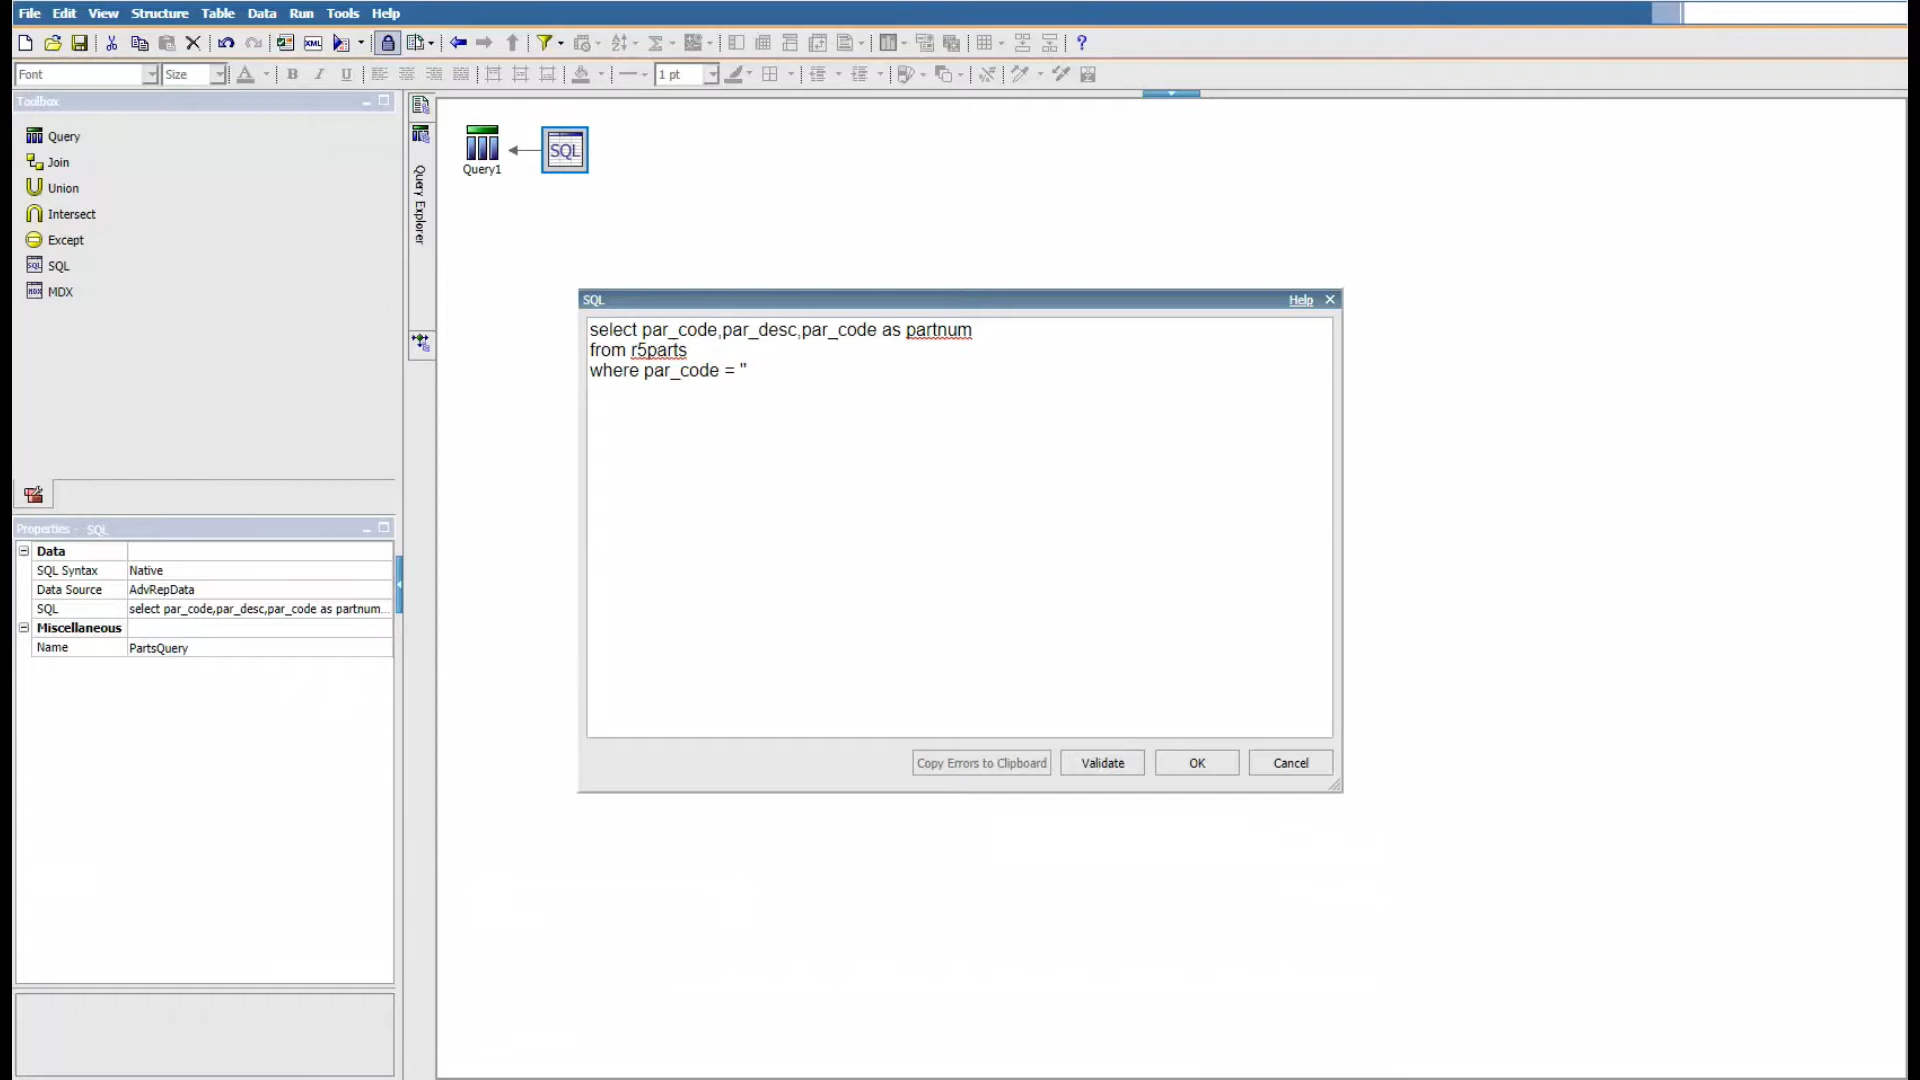 File Edit View Structure Table Data Run Tools Help
XML
Font Size B I U 1 pt ?
Toolbox
Query
Join
Union
Intersect
Except
SQL SQL
MDX MDX
Query Explorer
Query1
SQL
SQL Help
select par_code,par_desc,par_code as partnum
from r5parts
where par_code = ''
Copy Errors to Clipboard Validate OK Cancel
Properties - SQL
Data
SQL Syntax Native
Data Source AdvRepData
SQL select par_code,par_desc,par_code as partnum...
Miscellaneous
Name PartsQuery